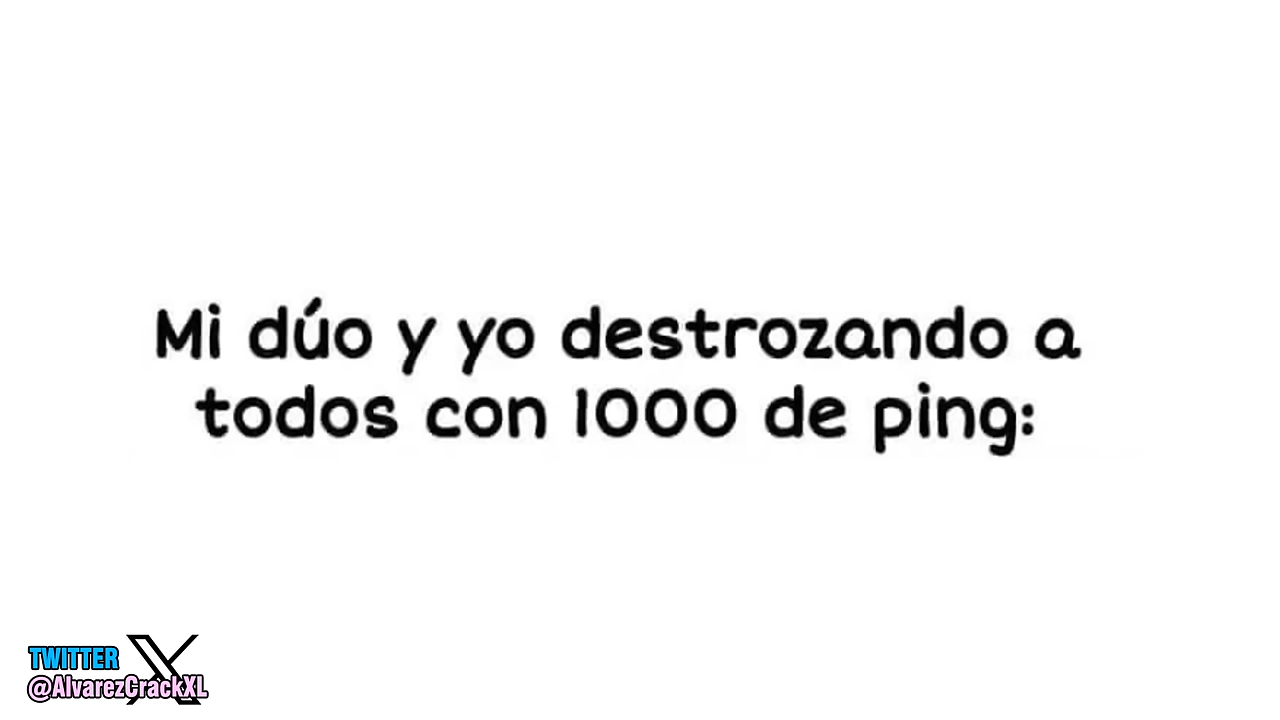 Mi dúo y yo destrozando a
todos con 1000 de ping:
TWITTER X
@AlvarezCrackXL